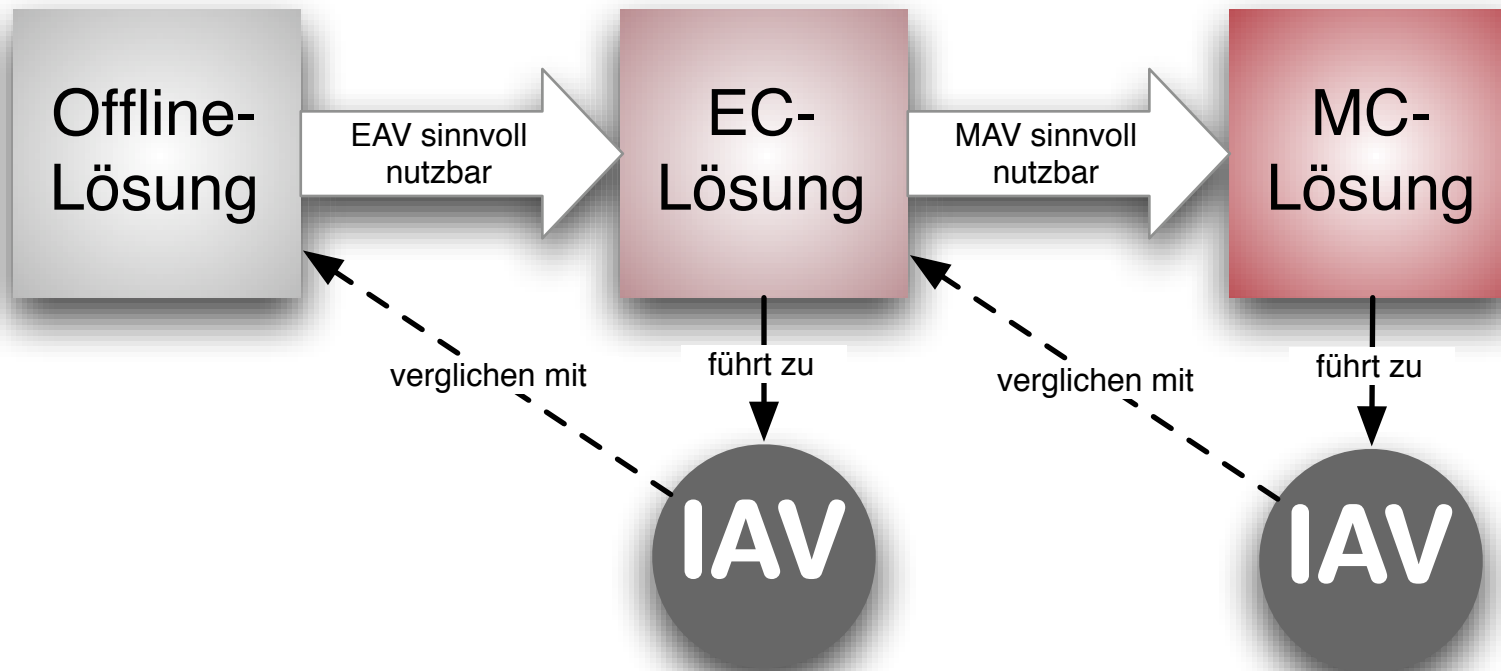 Offline-
Lösung
EAV sinnvoll
nutzbar
EC-
Lösung
MAV sinnvoll
nutzbar
MC-
Lösung
verglichen mit
führt zu
verglichen mit
führt zu
IAV
IAV